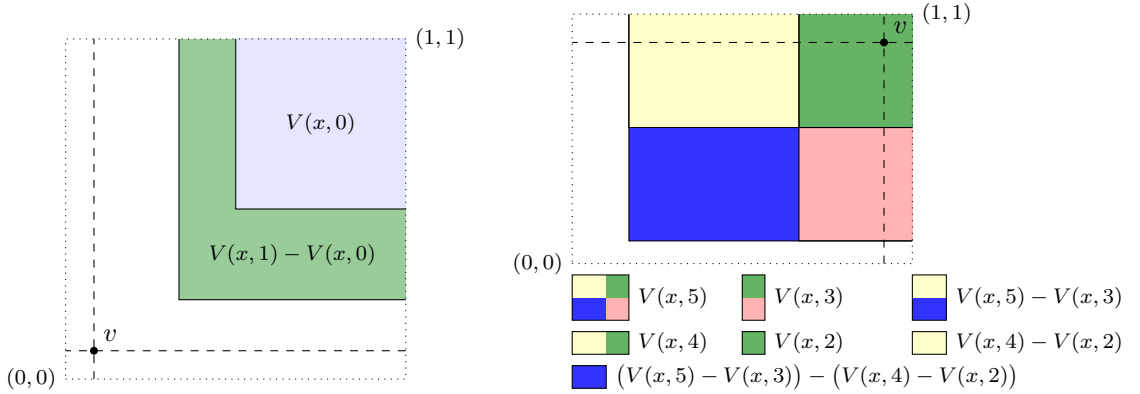 (1, 1)
V(x, 0)
V(x, 1) − V(x, 0)
v
(0, 0)
(1, 1)
v
(0, 0)
V(x, 5) V(x, 3) V(x, 5) − V(x, 3)
V(x, 4) V(x, 2) V(x, 4) − V(x, 2)
(V(x, 5) − V(x, 3)) − (V(x, 4) − V(x, 2))